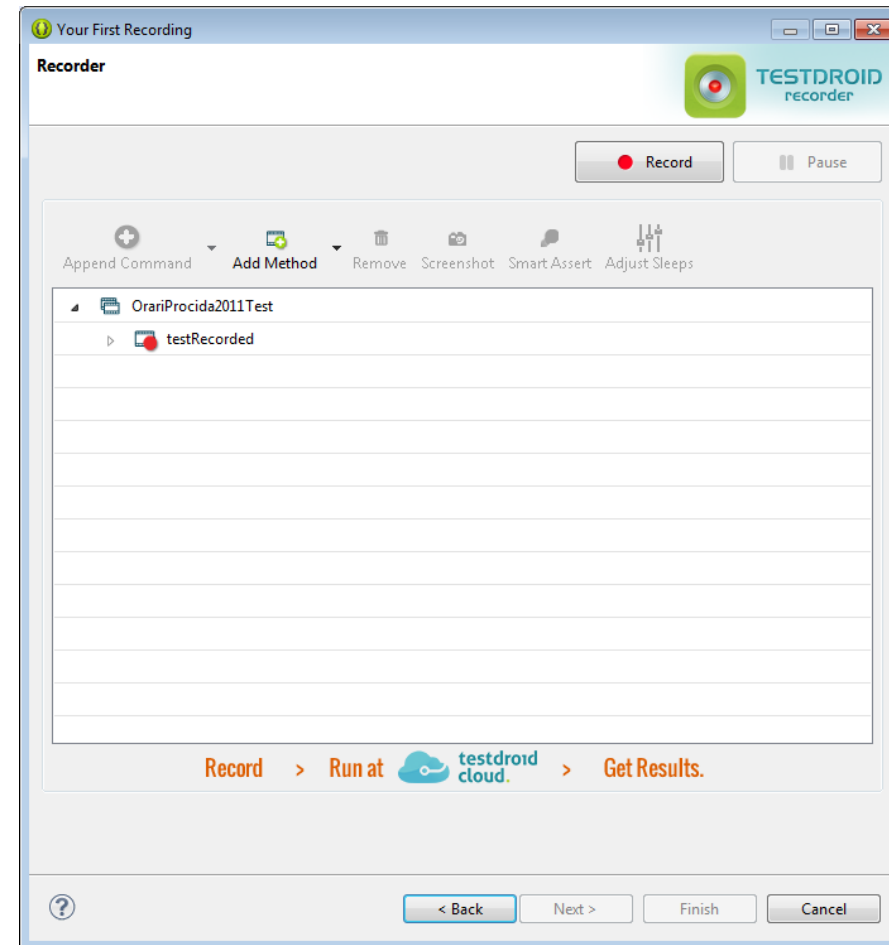 Your First Recording
Recorder
TESTDROID
recorder
Record
Pause
Append Command
Add Method
Remove
Screenshot
Smart Assert
Adjust Sleeps
OrariProcida2011Test
testRecorded
Record > Run at testdroid cloud. > Get Results.
?
< Back
Next >
Finish
Cancel